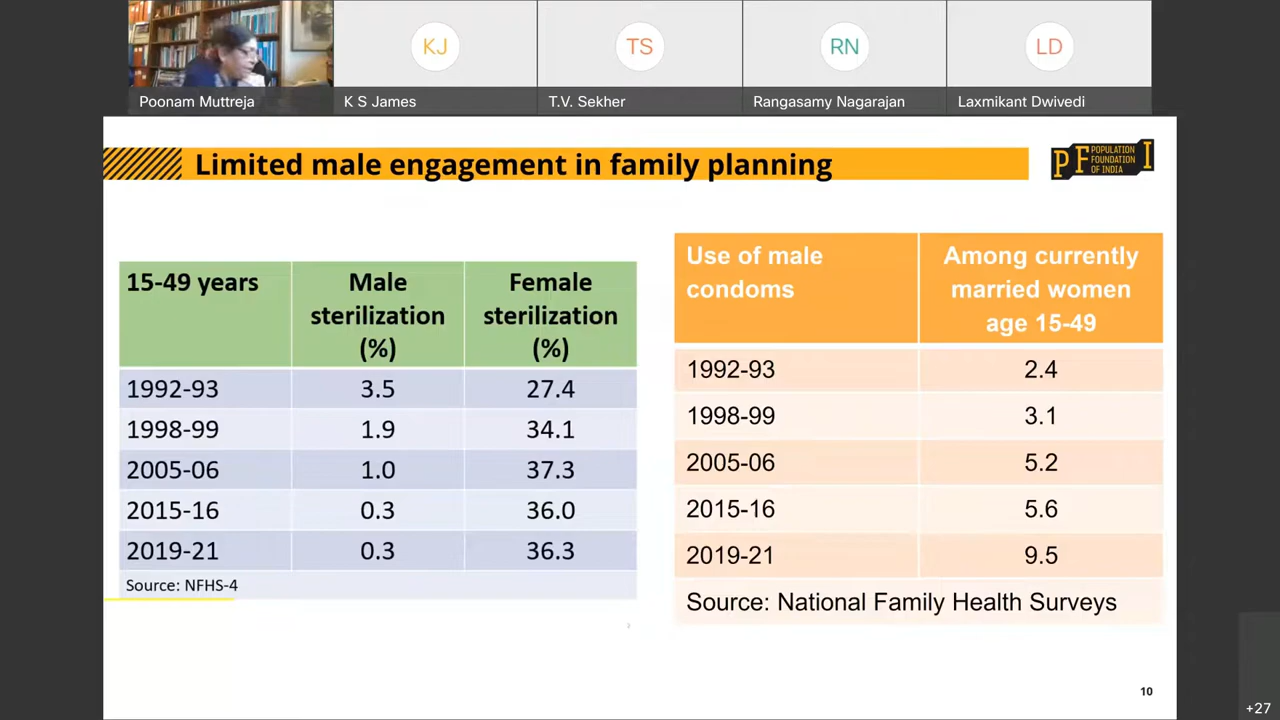 KJ
TS
RN
LD
Poonam Muttreja
K S James
T.V. Sekher
Rangasamy Nagarajan
Laxmikant Dwivedi
Limited male engagement in family planning
P F I
POPULATION
FOUNDATION
OF INDIA
15-49 years
Male
sterilization
(%)
Female
sterilization
(%)
1992-93 3.5 27.4
1998-99 1.9 34.1
2005-06 1.0 37.3
2015-16 0.3 36.0
2019-21 0.3 36.3
Source: NFHS-4
Use of male
condoms
Among currently
married women
age 15-49
1992-93 2.4
1998-99 3.1
2005-06 5.2
2015-16 5.6
2019-21 9.5
Source: National Family Health Surveys
10
+27